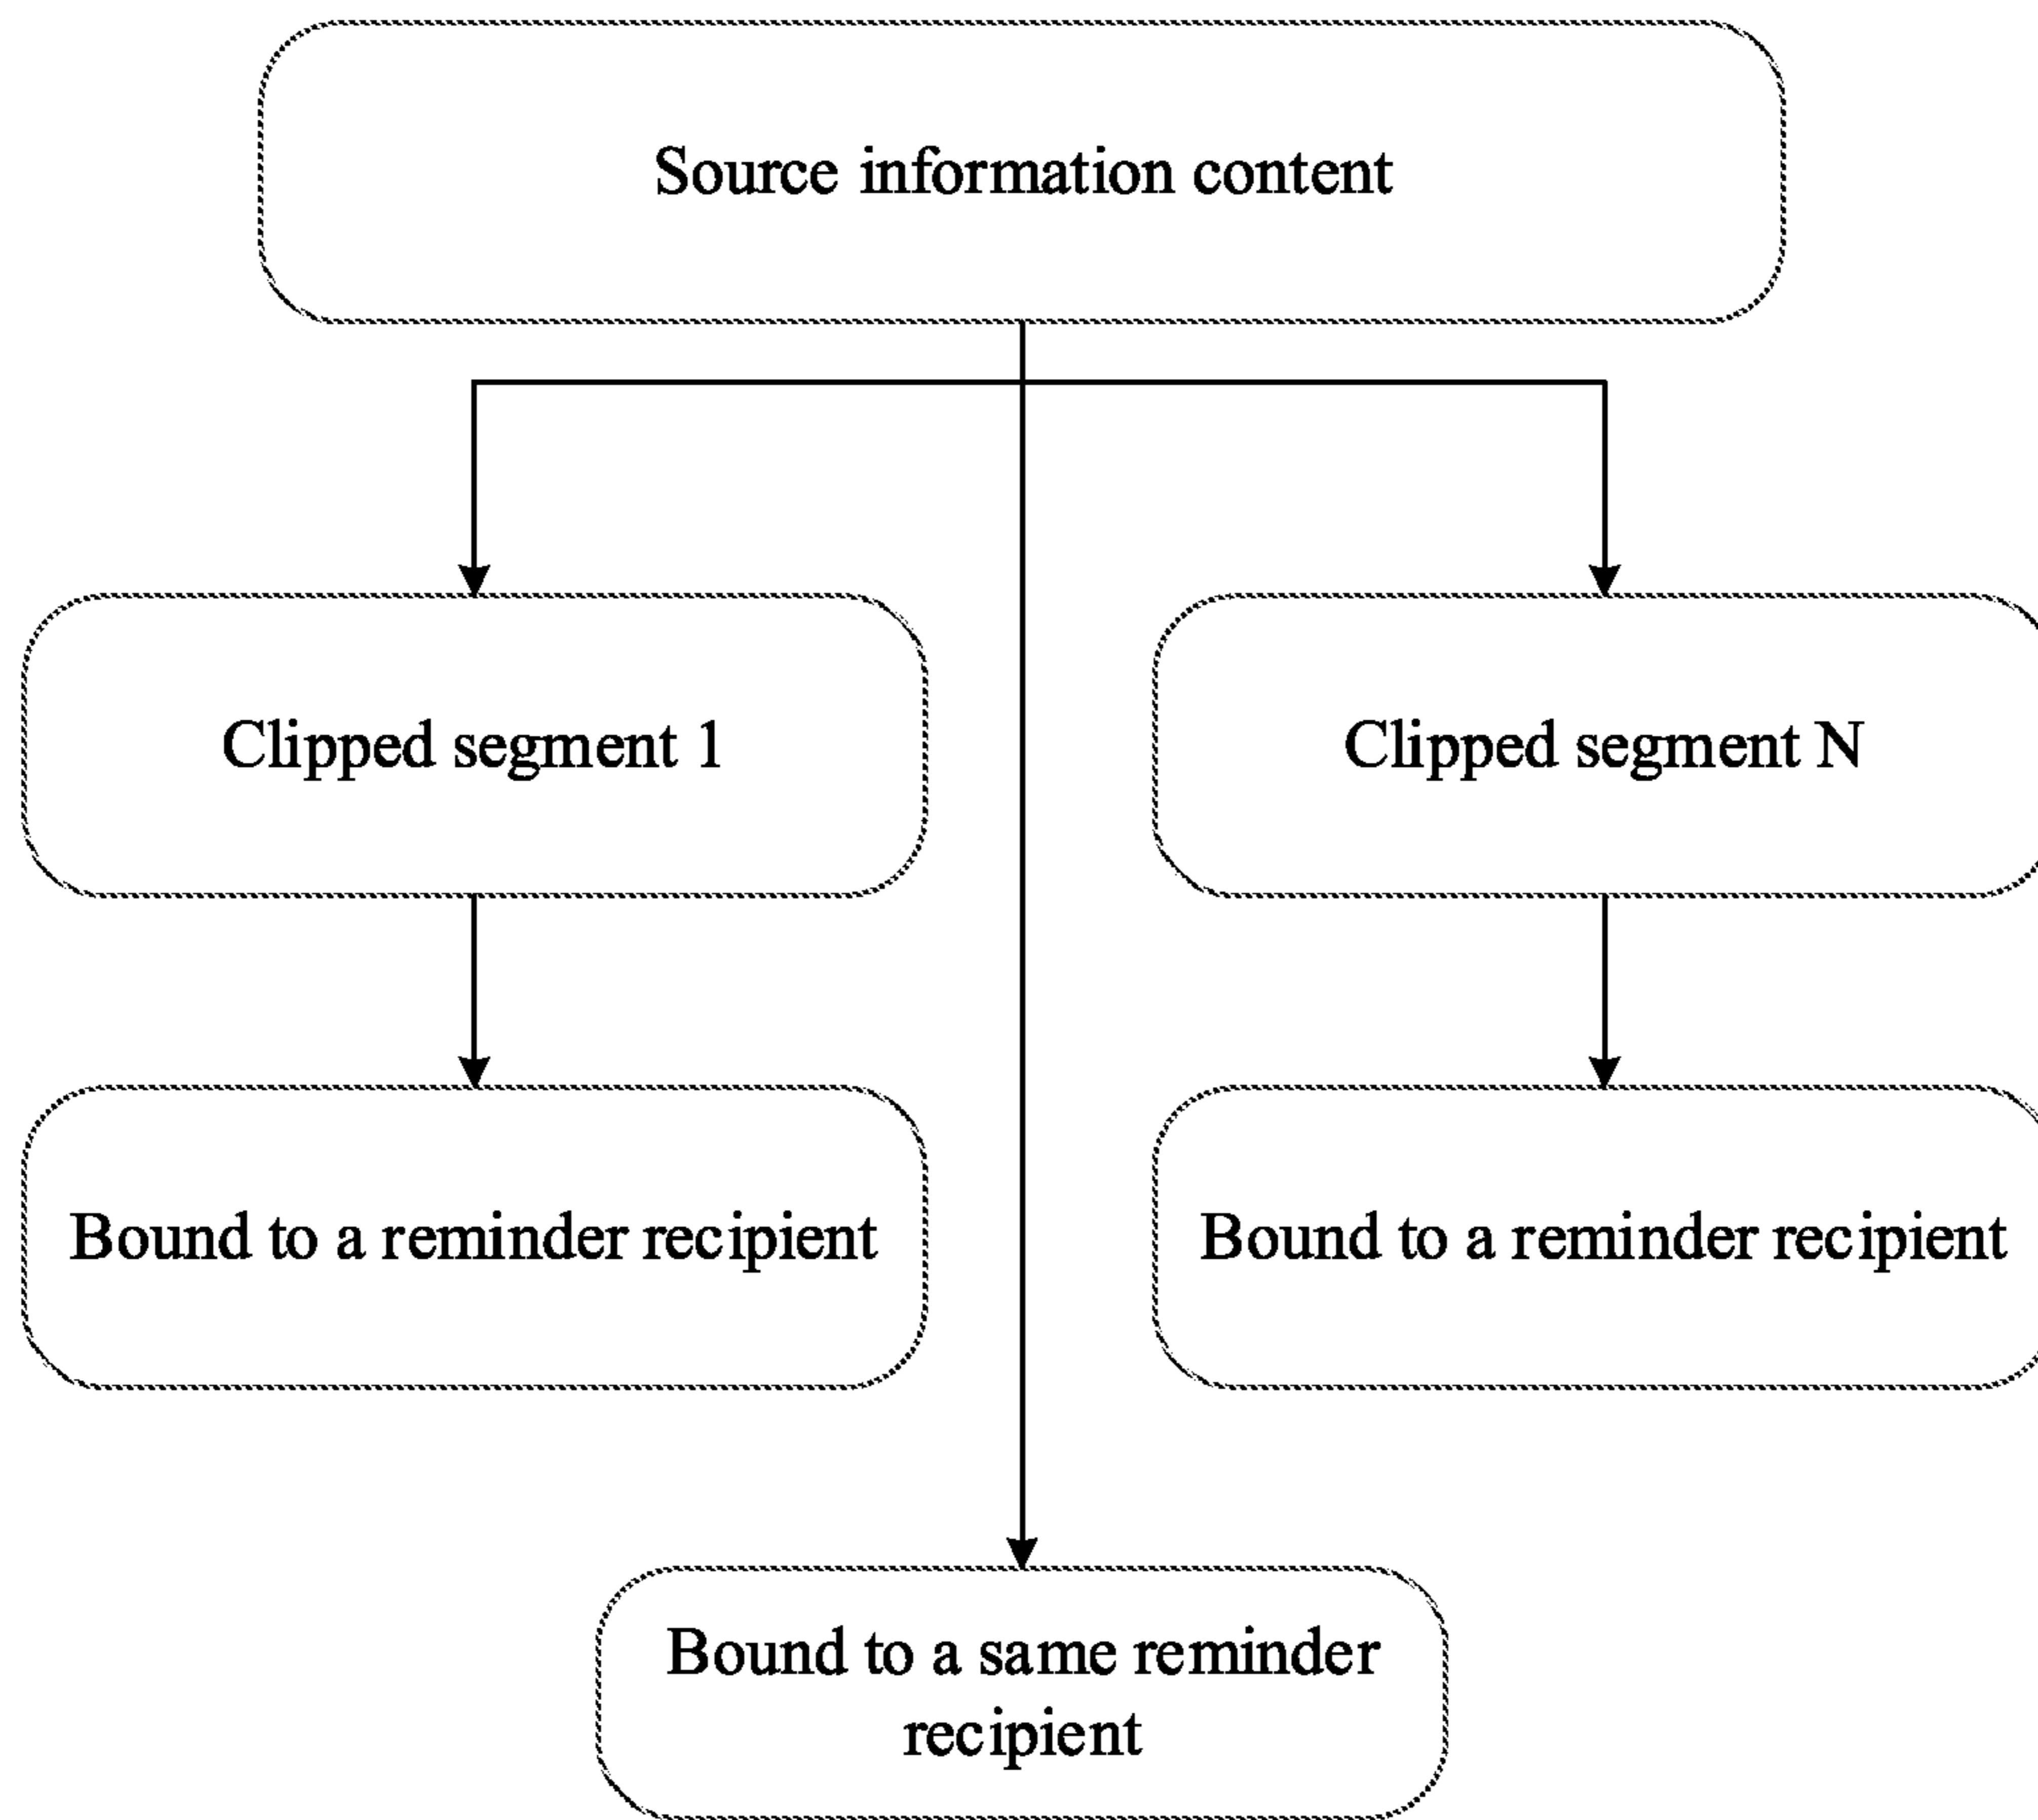 Source information content
Clipped segment 1
Clipped segment N
Bound to a reminder recipient
Bound to a reminder recipient
Bound to a same reminder
recipient